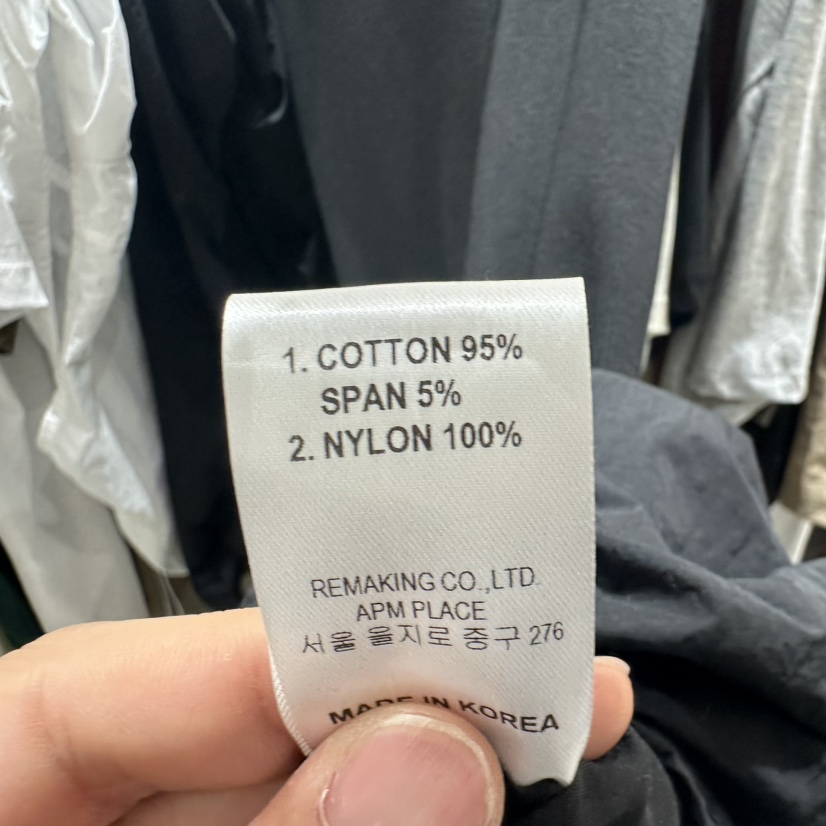 1. COTTON 95%
SPAN 5%
2. NYLON 100%
REMAKING CO.,LTD.
APM PLACE
서울 을지로 중구 276
MADE IN KOREA